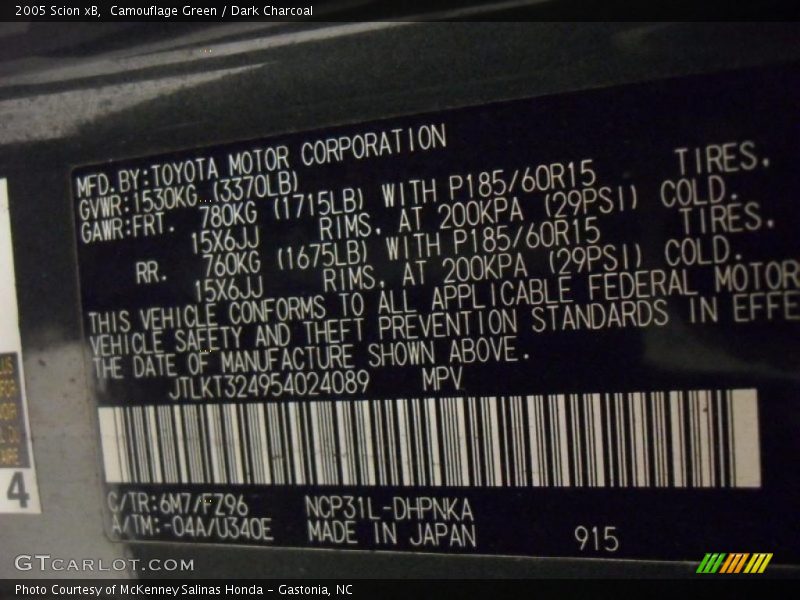 2005 Scion xB, Camouflage Green / Dark Charcoal
MFD.BY:TOYOTA MOTOR CORPORATION
GVWR:1530KG (3370LB)
GAWR:FRT. 780KG (1715LB) WITH P185/60R15 TIRES.
15X6JJ RIMS. AT 200KPA (29PSI) COLD.
RR. 760KG (1675LB) WITH P185/60R15 TIRES.
15X6JJ RIMS. AT 200KPA (29PSI) COLD.
THIS VEHICLE CONFORMS TO ALL APPLICABLE FEDERAL MOTOR
VEHICLE SAFETY AND THEFT PREVENTION STANDARDS IN EFFE
THE DATE OF MANUFACTURE SHOWN ABOVE.
JTLKT324954024089 MPV
C/TR:6M7/FZ96 NCP31L-DHPNKA
A/TM:-04A/U340E MADE IN JAPAN 915
4
GTCARLOT.COM
Photo Courtesy of McKenney Salinas Honda - Gastonia, NC